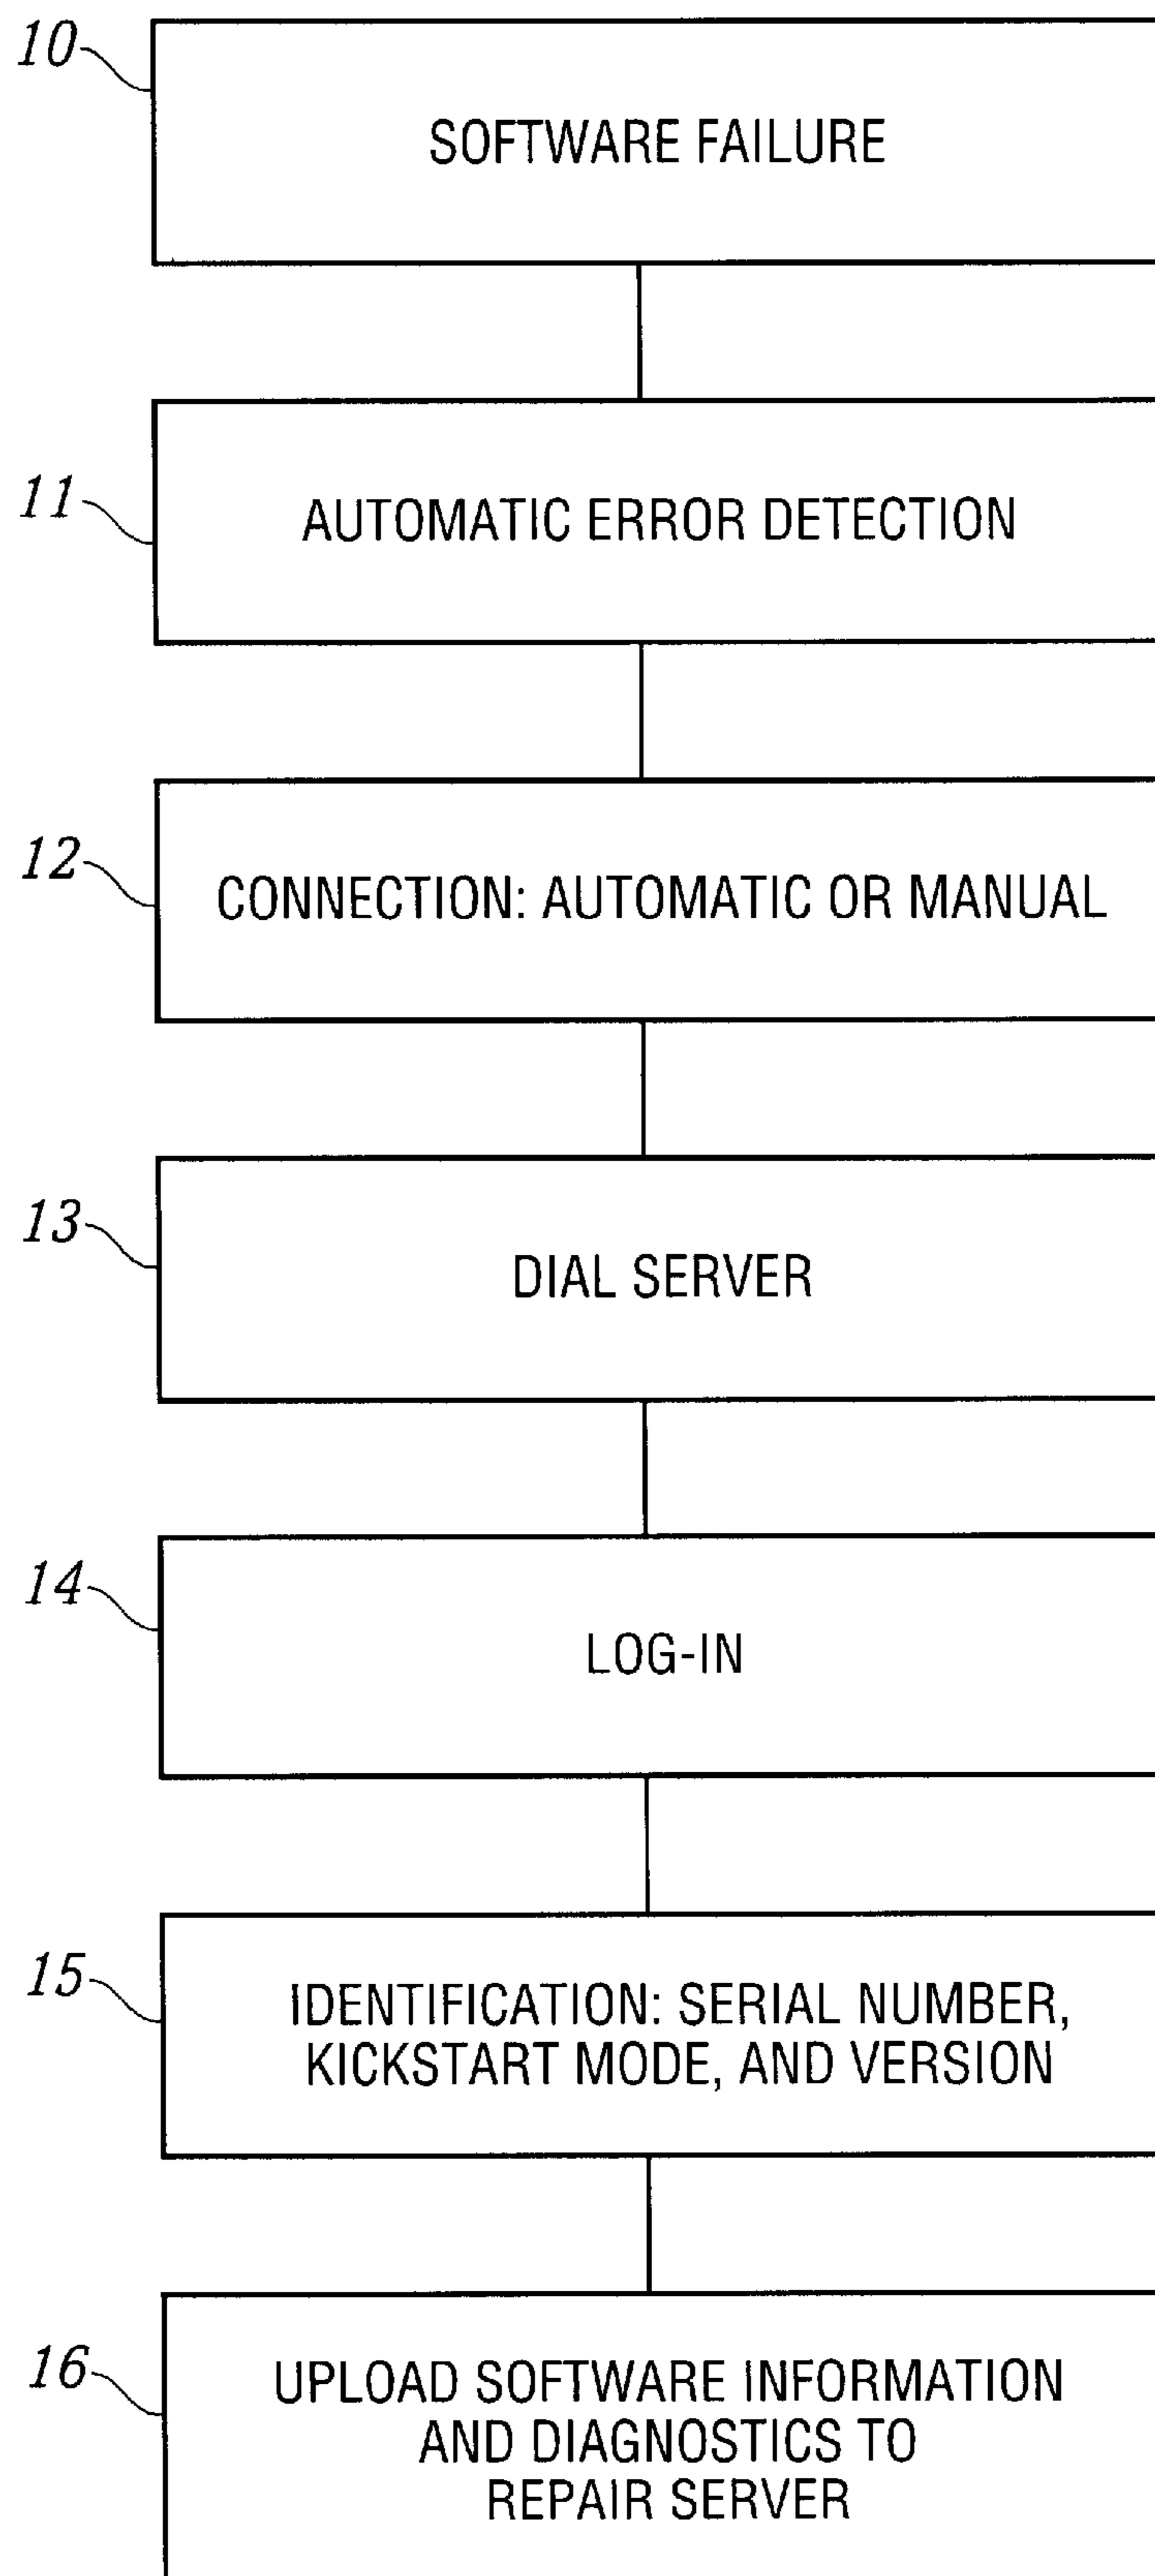 10
SOFTWARE FAILURE
11
AUTOMATIC ERROR DETECTION
12
CONNECTION: AUTOMATIC OR MANUAL
13
DIAL SERVER
14
LOG-IN
15
IDENTIFICATION: SERIAL NUMBER,
KICKSTART MODE, AND VERSION
16
UPLOAD SOFTWARE INFORMATION
AND DIAGNOSTICS TO
REPAIR SERVER